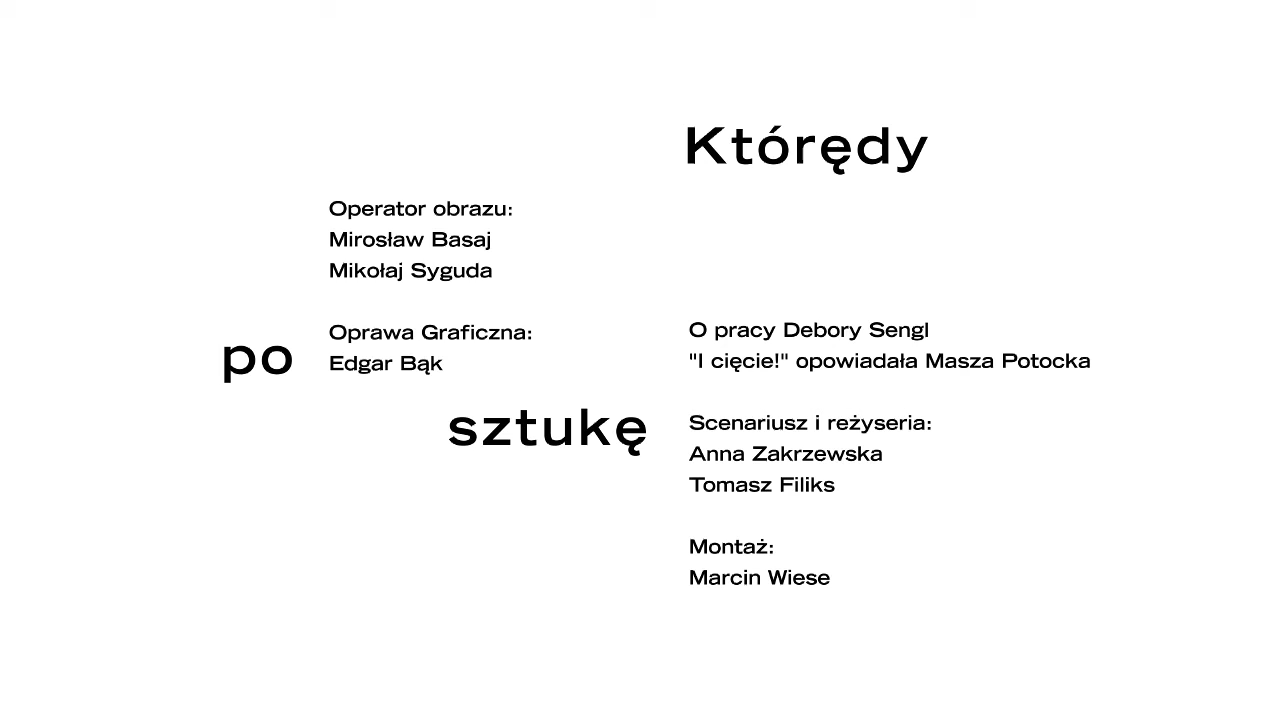 Którędy
po
sztukę
Operator obrazu:
Mirosław Basaj
Mikołaj Syguda
Oprawa Graficzna:
Edgar Bąk
O pracy Debory Sengl
"I cięcie!" opowiadała Masza Potocka
Scenariusz i reżyseria:
Anna Zakrzewska
Tomasz Filiks
Montaż:
Marcin Wiese